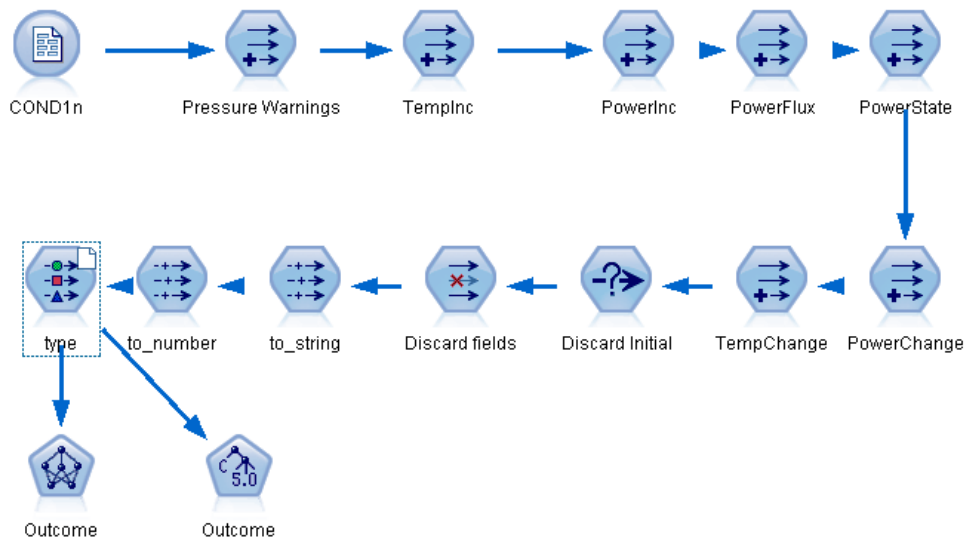 COND1n Pressure Warnings TempInc PowerInc PowerFlux PowerState
type to_number to_string Discard fields Discard Initial TempChange PowerChange
C 5.0
Outcome Outcome